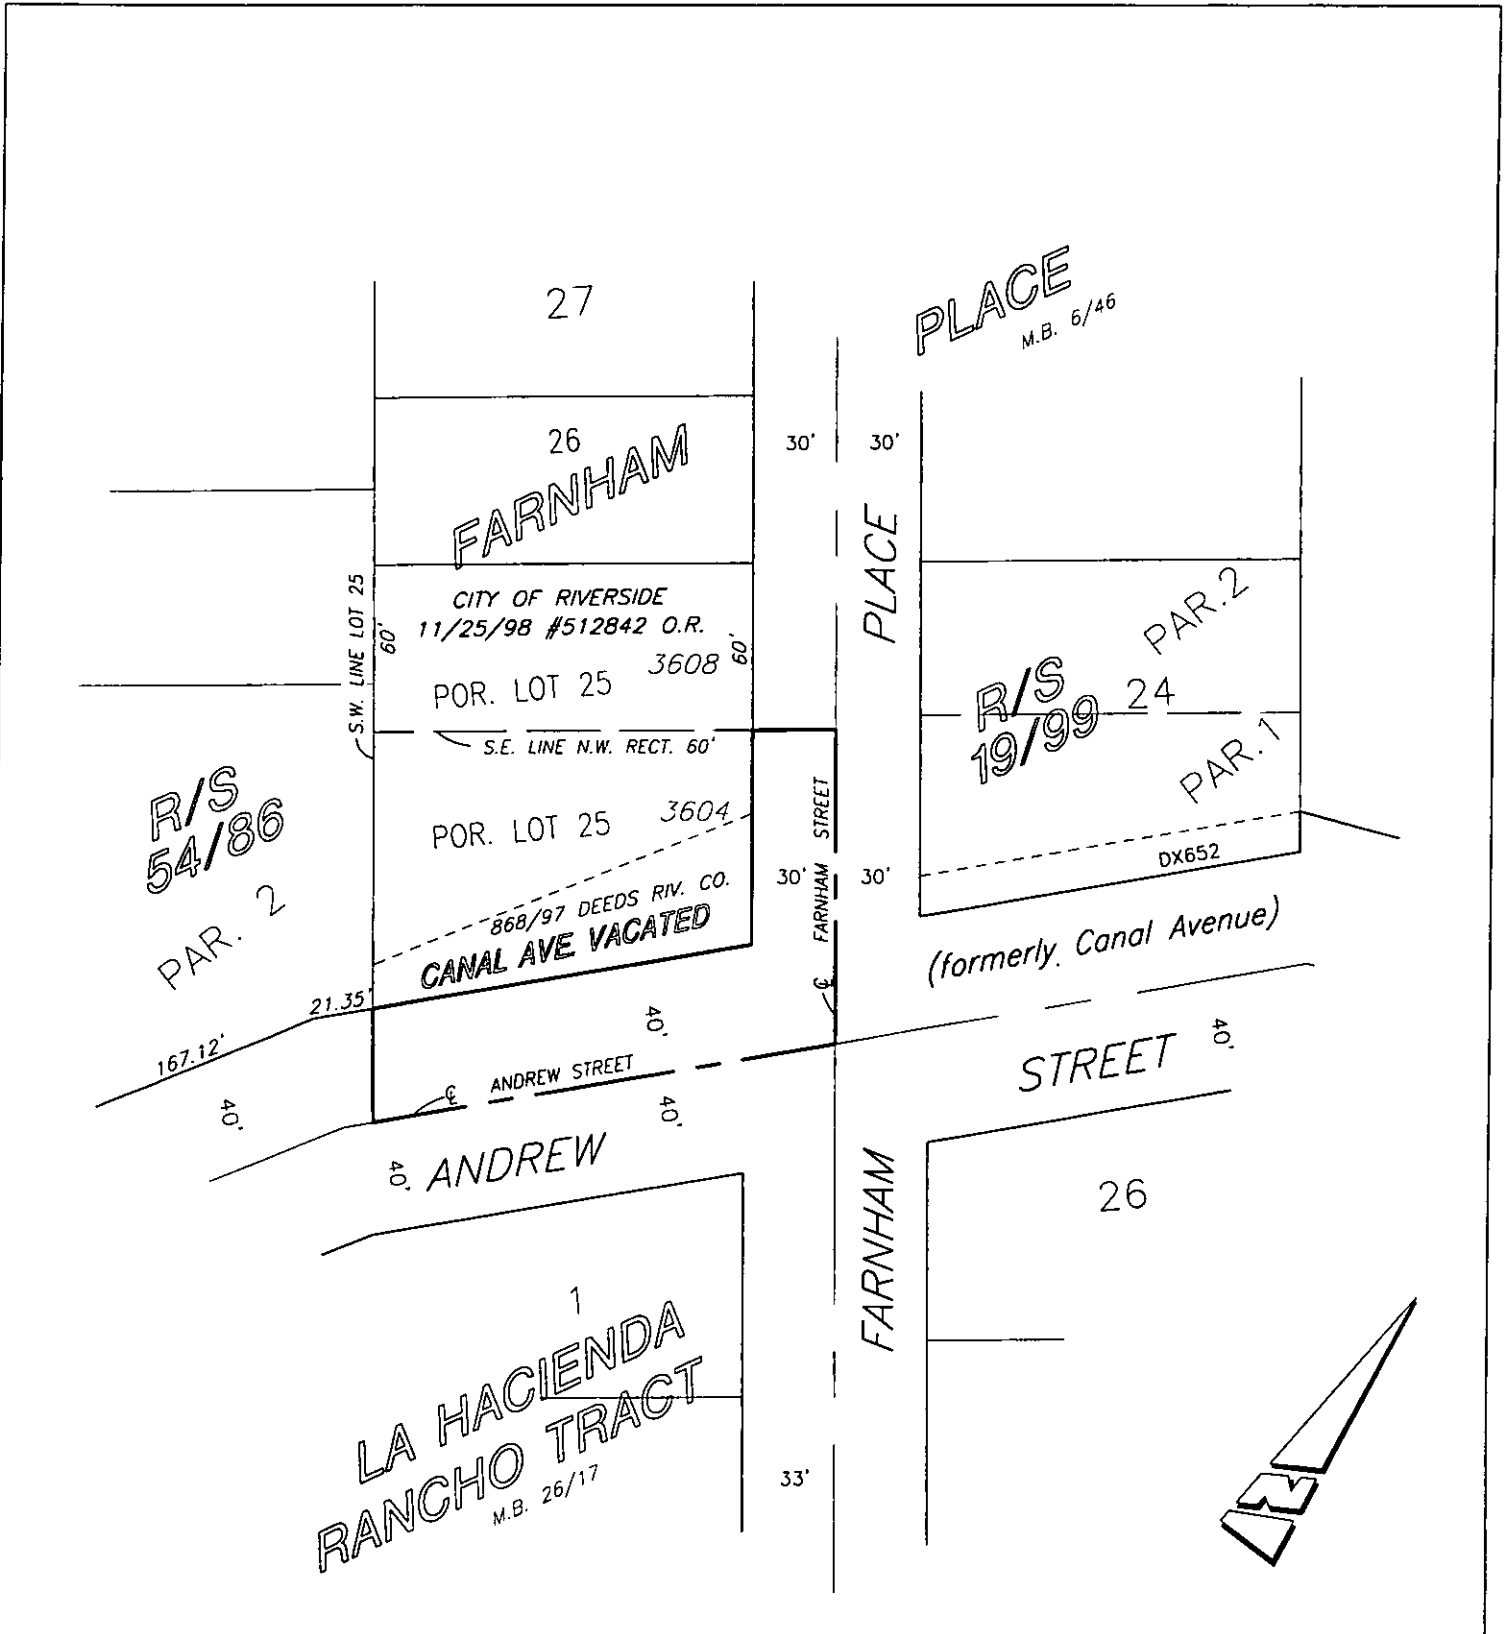 27
PLACE
M.B. 6/46
26
FARNHAM
30'
30'
PLACE
S.W. LINE LOT 25
60'
CITY OF RIVERSIDE
11/25/98 #512842 O.R.
60'
3608
POR. LOT 25
S.E. LINE N.W. RECT. 60'
PAR. 2
24
R/S
19/99
PAR. 1
R/S
54/86
PAR. 2
3604
POR. LOT 25
868/97 DEEDS RIV. CO.
CANAL AVE VACATED
30'
FARNHAM STREET
℄
30'
DX652
(formerly Canal Avenue)
21.35'
167.12'
40'
40'
℄ ANDREW STREET
40'
40'
STREET
40'
ANDREW
FARNHAM
26
1
LA HACIENDA
RANCHO TRACT
M.B. 26/17
33'
N